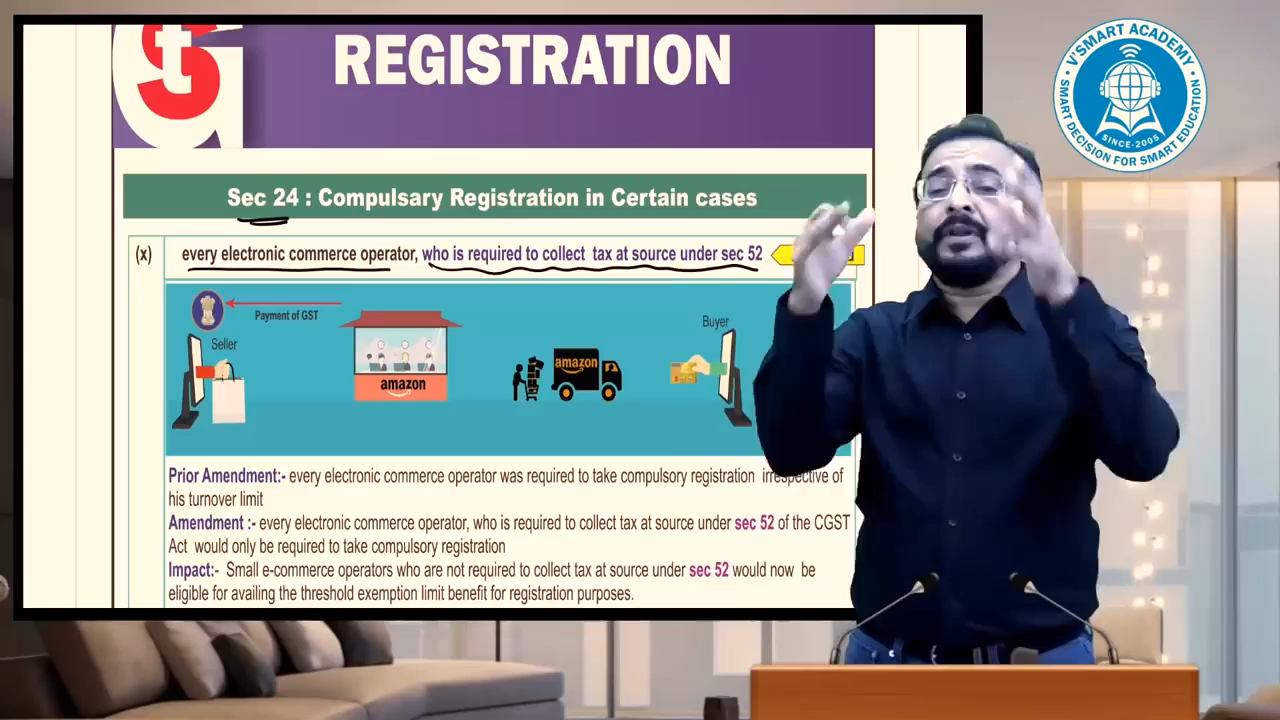 GST
REGISTRATION
Sec 24 : Compulsary Registration in Certain cases
(x) every electronic commerce operator, who is required to collect tax at source under sec 52
Payment of GST
Seller
amazon
amazon
Buyer
Prior Amendment:- every electronic commerce operator was required to take compulsory registration irrespective of
his turnover limit
Amendment :- every electronic commerce operator, who is required to collect tax at source under sec 52 of the CGST
Act would only be required to take compulsory registration
Impact:- Small e-commerce operators who are not required to collect tax at source under sec 52 would now be
eligible for availing the threshold exemption limit benefit for registration purposes.
V'SMART ACADEMY
SMART DECISION FOR SMART EDUCATION
SINCE-2005